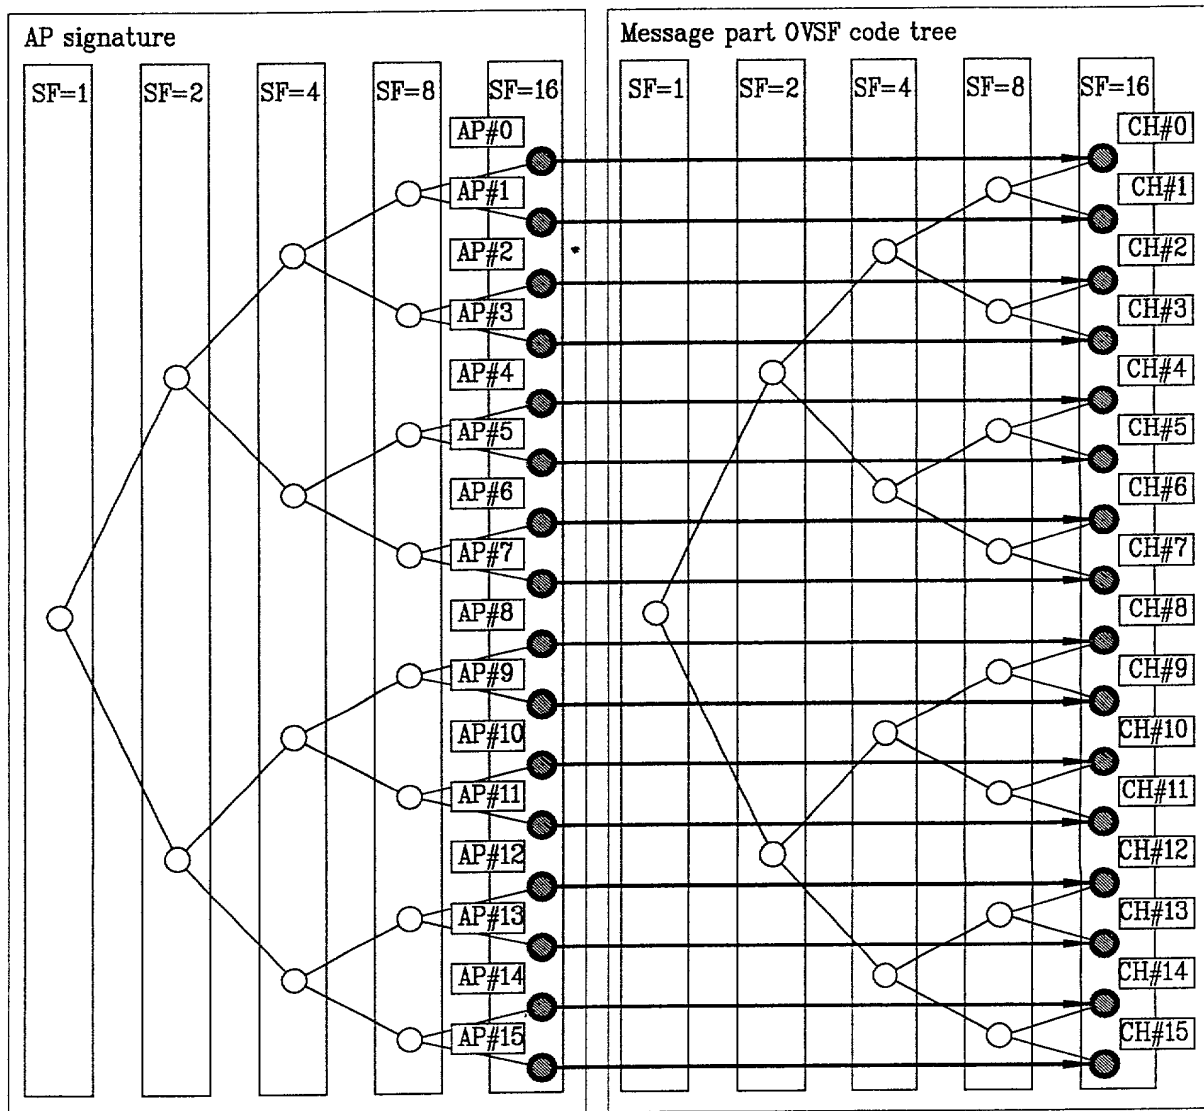 AP signature
SF=1 SF=2 SF=4 SF=8 SF=16
AP#0
AP#1
AP#2
AP#3
AP#4
AP#5
AP#6
AP#7
AP#8
AP#9
AP#10
AP#11
AP#12
AP#13
AP#14
AP#15
Message part OVSF code tree
SF=1 SF=2 SF=4 SF=8 SF=16
CH#0
CH#1
CH#2
CH#3
CH#4
CH#5
CH#6
CH#7
CH#8
CH#9
CH#10
CH#11
CH#12
CH#13
CH#14
CH#15